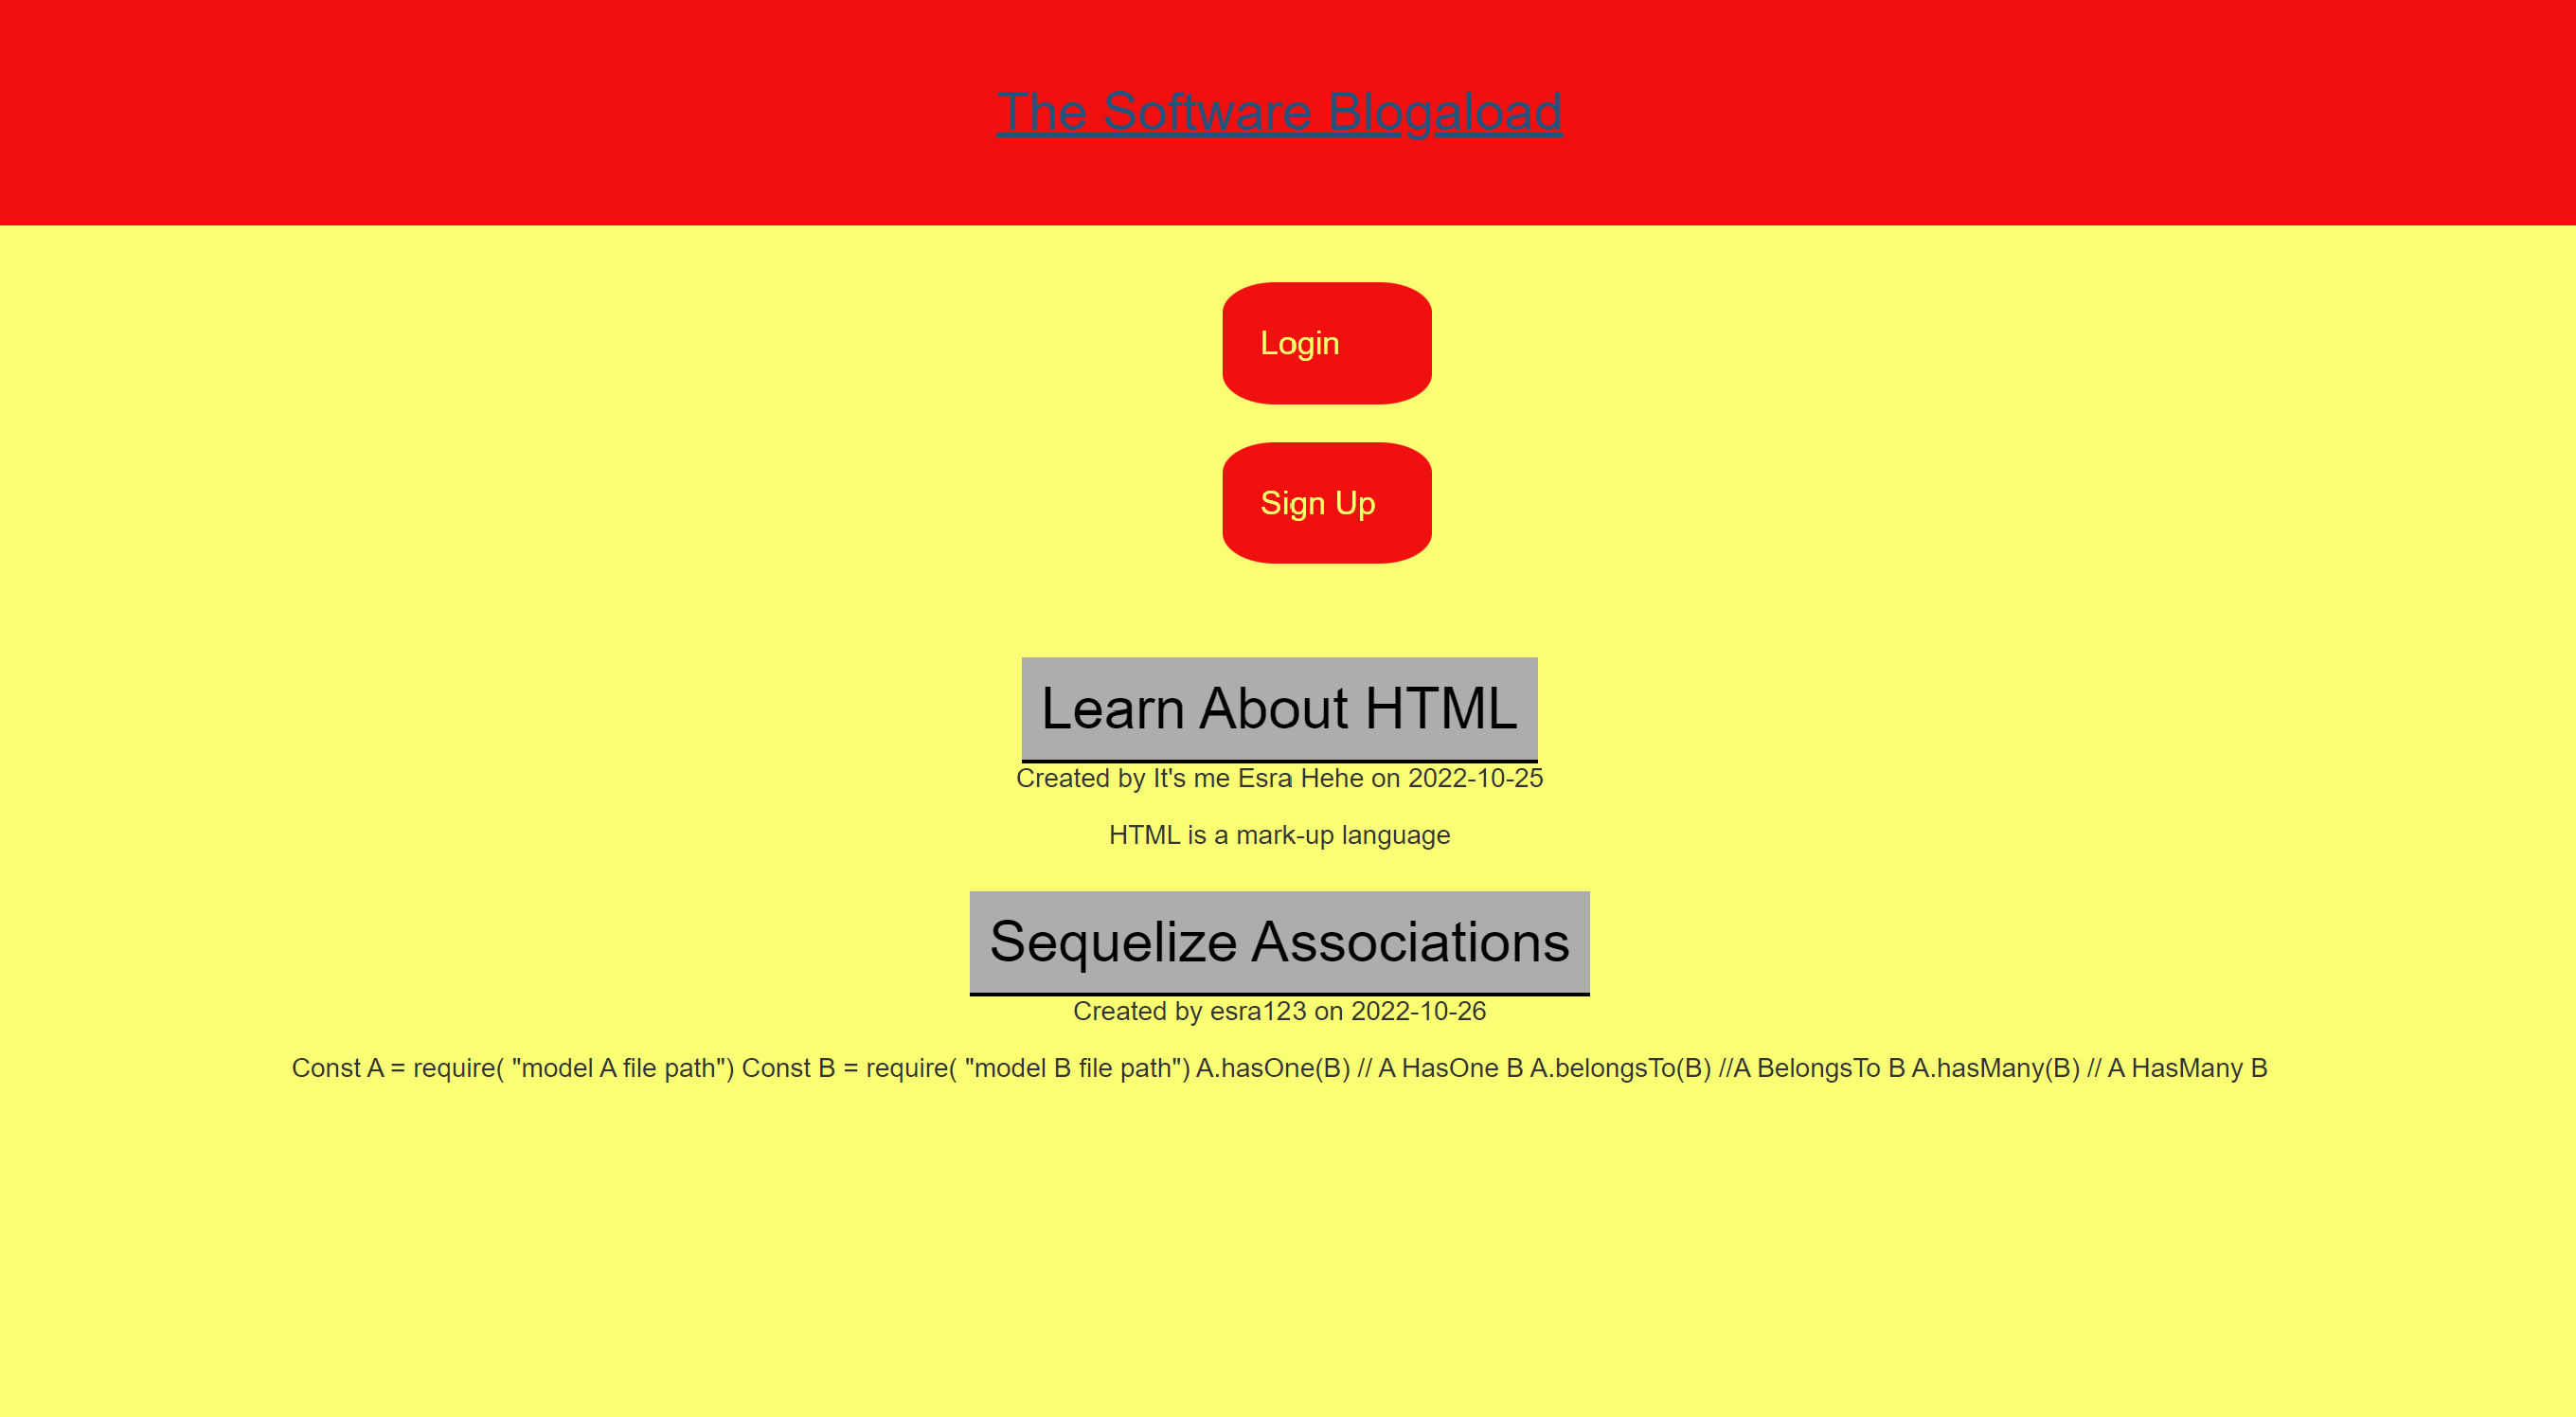 The Software Blogaload
Login
Sign Up
Learn About HTML
Created by It's me Esra Hehe on 2022-10-25
HTML is a mark-up language
Sequelize Associations
Created by esra123 on 2022-10-26
Const A = require( "model A file path") Const B = require( "model B file path") A.hasOne(B) // A HasOne B A.belongsTo(B) //A BelongsTo B A.hasMany(B) // A HasMany B